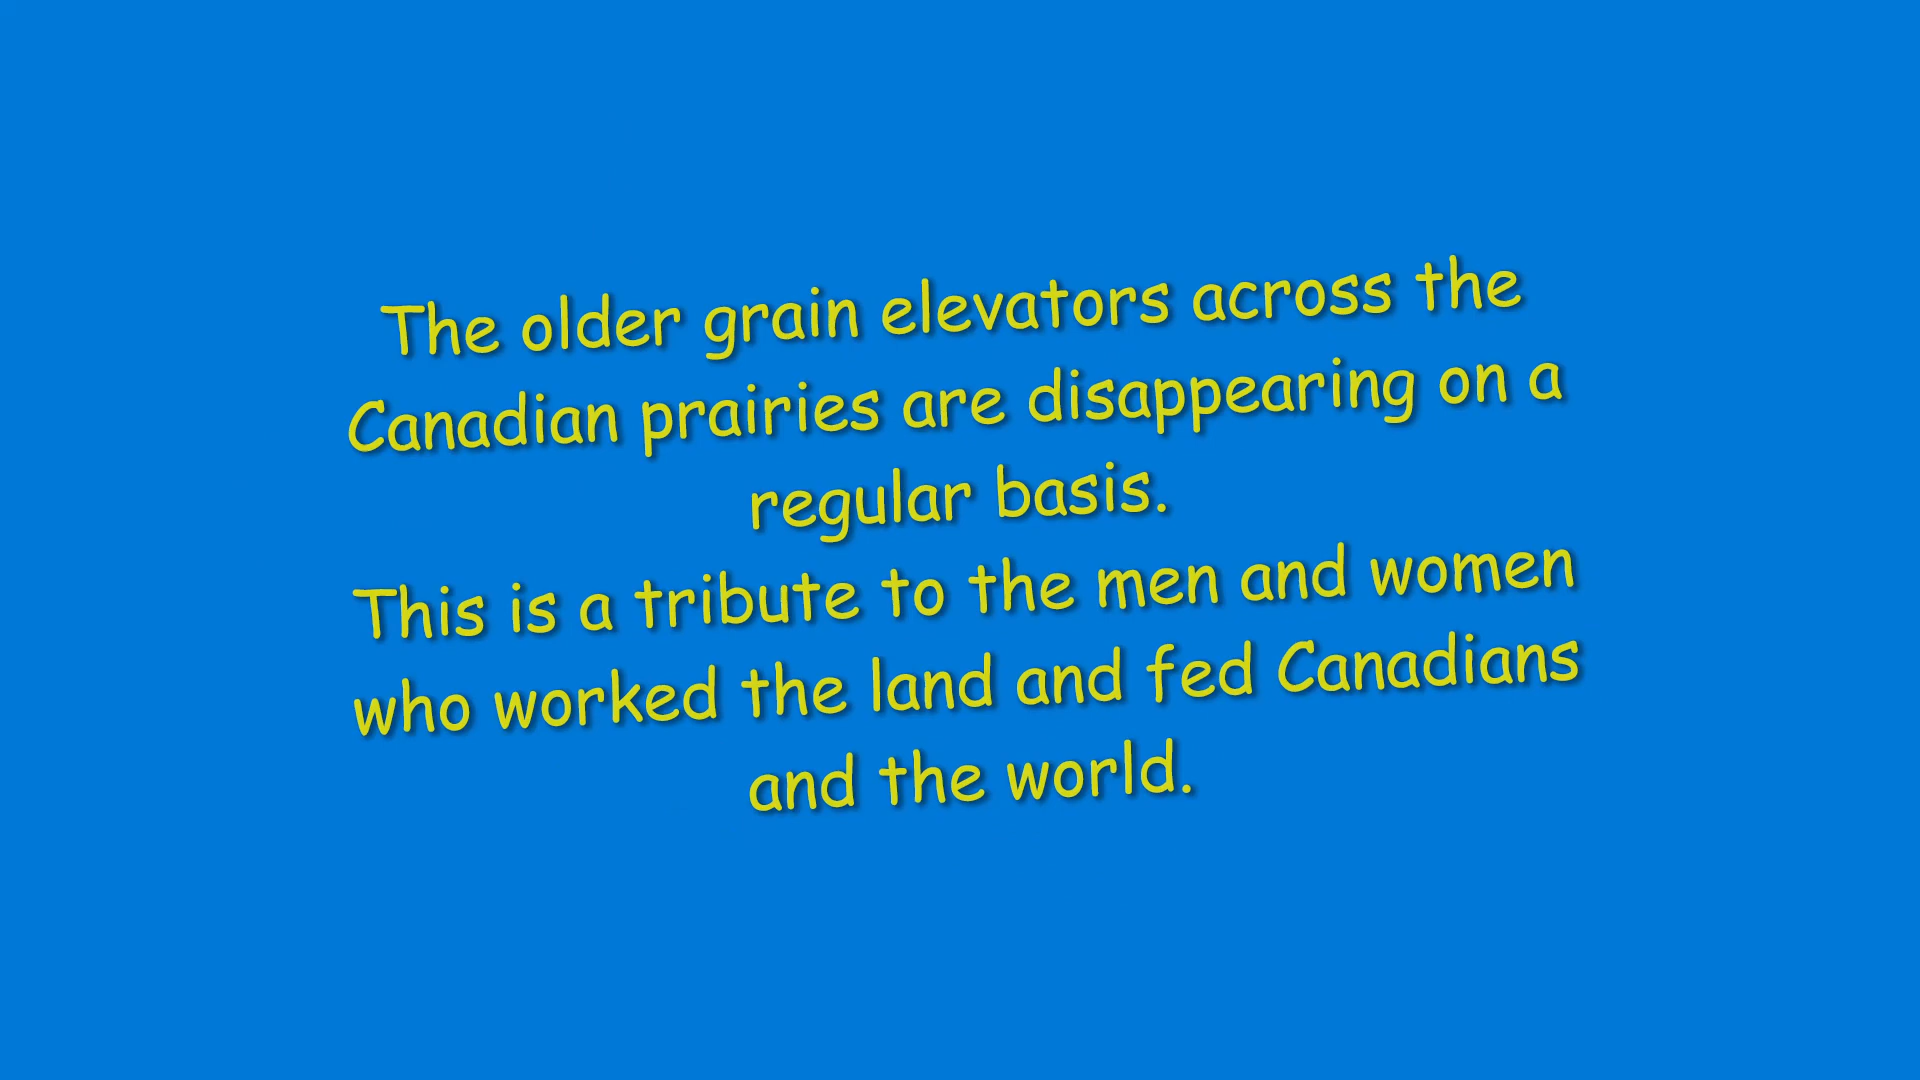 The older grain elevators across the
Canadian prairies are disappearing on a
regular basis.
This is a tribute to the men and women
who worked the land and fed Canadians
and the world.